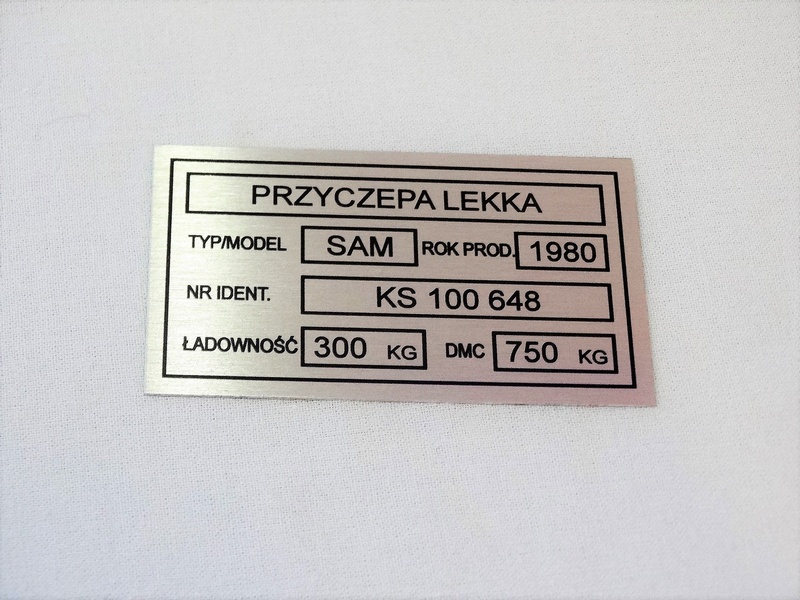 PRZYCZEPA LEKKA
TYP/MODEL SAM ROK PROD. 1980
NR IDENT. KS 100 648
ŁADOWNOŚĆ 300 KG DMC 750 KG